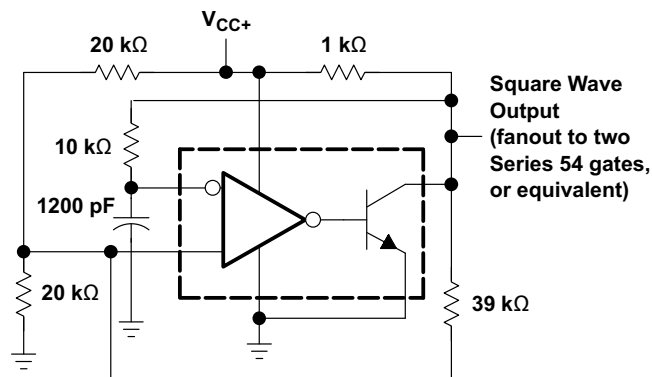 VCC+
20 kΩ
1 kΩ
Square Wave
Output
(fanout to two
Series 54 gates,
or equivalent)
10 kΩ
1200 pF
20 kΩ
39 kΩ